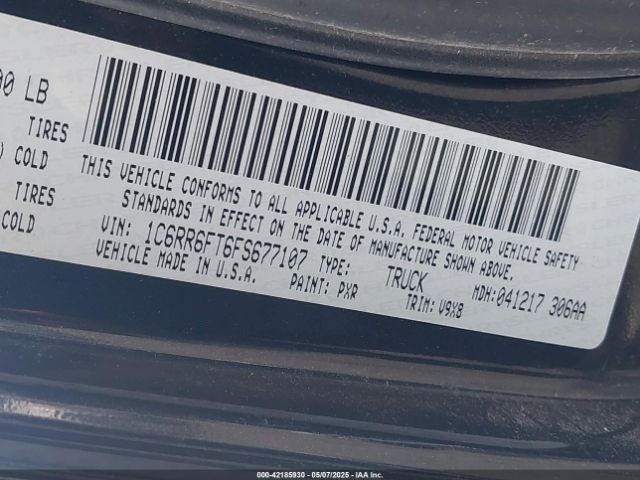 00 LB
TIRES
) COLD
TIRES
COLD
THIS VEHICLE CONFORMS TO ALL APPLICABLE U.S.A. FEDERAL MOTOR VEHICLE SAFETY
STANDARDS IN EFFECT ON THE DATE OF MANUFACTURE SHOWN ABOVE.
VIN: 1C6RR6FT6FS677107 TYPE: TRUCK MDH:041217 306AA
VEHICLE MADE IN U.S.A. PAINT: PXR TRIM: V9X8
000-42185930 - 05/07/2025 - IAA Inc.